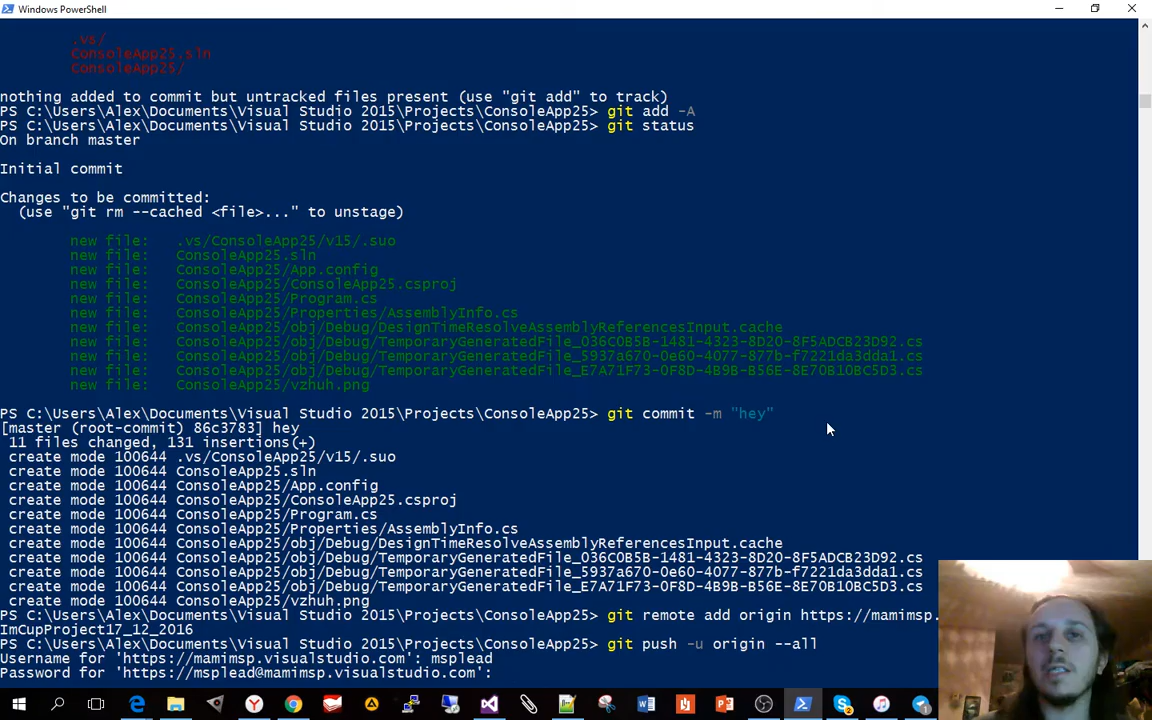 Windows PowerShell
.vs/
ConsoleApp25.sln
ConsoleApp25/
nothing added to commit but untracked files present (use "git add" to track)
PS C:\Users\Alex\Documents\Visual Studio 2015\Projects\ConsoleApp25> git add -A
PS C:\Users\Alex\Documents\Visual Studio 2015\Projects\ConsoleApp25> git status
On branch master
Initial commit
Changes to be committed:
(use "git rm --cached <file>..." to unstage)
new file: .vs/ConsoleApp25/v15/.suo
new file: ConsoleApp25.sln
new file: ConsoleApp25/App.config
new file: ConsoleApp25/ConsoleApp25.csproj
new file: ConsoleApp25/Program.cs
new file: ConsoleApp25/Properties/AssemblyInfo.cs
new file: ConsoleApp25/obj/Debug/DesignTimeResolveAssemblyReferencesInput.cache
new file: ConsoleApp25/obj/Debug/TemporaryGeneratedFile_036C0B5B-1481-4323-8D20-8F5ADCB23D92.cs
new file: ConsoleApp25/obj/Debug/TemporaryGeneratedFile_5937a670-0e60-4077-877b-f7221da3dda1.cs
new file: ConsoleApp25/obj/Debug/TemporaryGeneratedFile_E7A71F73-0F8D-4B9B-B56E-8E70B10BC5D3.cs
new file: ConsoleApp25/vzhuh.png
PS C:\Users\Alex\Documents\Visual Studio 2015\Projects\ConsoleApp25> git commit -m "hey"
[master (root-commit) 86c3783] hey
11 files changed, 131 insertions(+)
create mode 100644 .vs/ConsoleApp25/v15/.suo
create mode 100644 ConsoleApp25.sln
create mode 100644 ConsoleApp25/App.config
create mode 100644 ConsoleApp25/ConsoleApp25.csproj
create mode 100644 ConsoleApp25/Program.cs
create mode 100644 ConsoleApp25/Properties/AssemblyInfo.cs
create mode 100644 ConsoleApp25/obj/Debug/DesignTimeResolveAssemblyReferencesInput.cache
create mode 100644 ConsoleApp25/obj/Debug/TemporaryGeneratedFile_036C0B5B-1481-4323-8D20-8F5ADCB23D92.cs
create mode 100644 ConsoleApp25/obj/Debug/TemporaryGeneratedFile_5937a670-0e60-4077-877b-f7221da3dda1.cs
create mode 100644 ConsoleApp25/obj/Debug/TemporaryGeneratedFile_E7A71F73-0F8D-4B9B-B56E-8E70B10BC5D3.cs
create mode 100644 ConsoleApp25/vzhuh.png
PS C:\Users\Alex\Documents\Visual Studio 2015\Projects\ConsoleApp25> git remote add origin https://mamimsp.
ImCupProject17_12_2016
PS C:\Users\Alex\Documents\Visual Studio 2015\Projects\ConsoleApp25> git push -u origin --all
Username for 'https://mamimsp.visualstudio.com': msplead
Password for 'https://msplead@mamimsp.visualstudio.com':